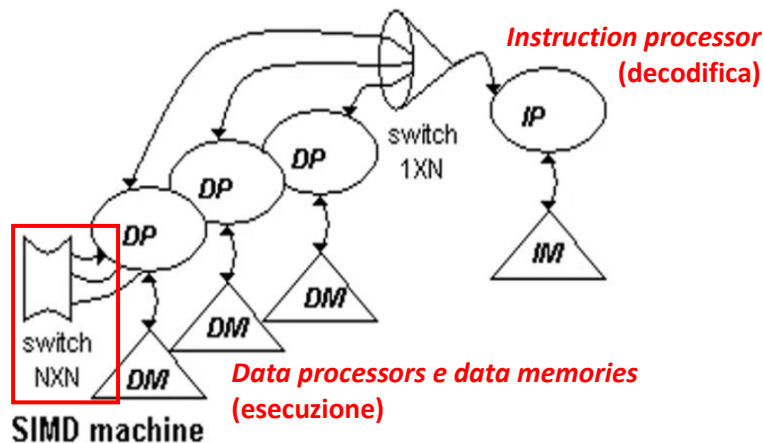 Instruction processor
(decodifica)
IP
switch
1XN
DP
DP
DP
IM
DM
DM
DM
switch
NXN
Data processors e data memories
(esecuzione)
SIMD machine